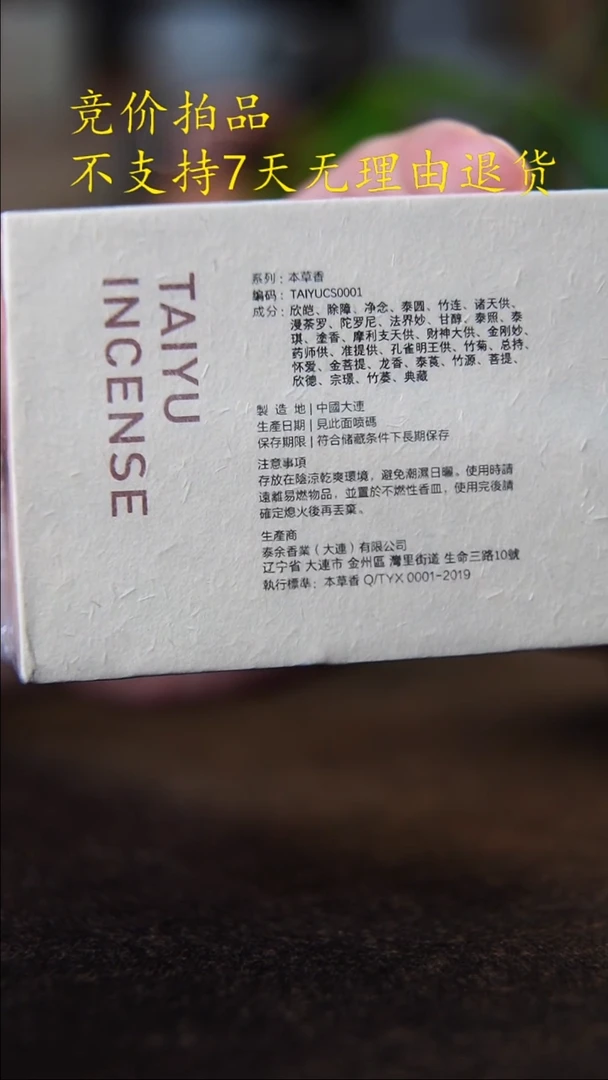 竞价拍品
不支持7天无理由退货
TAIYU
INCENSE
系列：本草香
编码：TAIYUCS0001
成分：欣皑、除障、净念、泰圆、竹连、诸天供、
漫荼罗、陀罗尼、法界妙、甘醇、泰照、泰
琪、塗香、摩利支天供、財神大供、金刚妙、
药师供、准提供、孔雀明王供、竹菊、总持、
怀爱、金菩提、龙香、泰莨、竹源、菩提、
欣德、宗璟、竹蒌、典藏
製 造 地 | 中國大連
生產日期 | 見此面噴碼
保存期限 | 符合储藏条件下長期保存
注意事項
存放在陰涼乾爽環境，避免潮濕日曬。使用時請
遠離易燃物品，並置於不燃性香皿，使用完後請
確定熄火後再丟棄。
生產商
泰余香業（大連）有限公司
辽宁省 大連市 金州區 灣里街道 生命三路10號
執行標準：本草香 Q/TYX 0001-2019